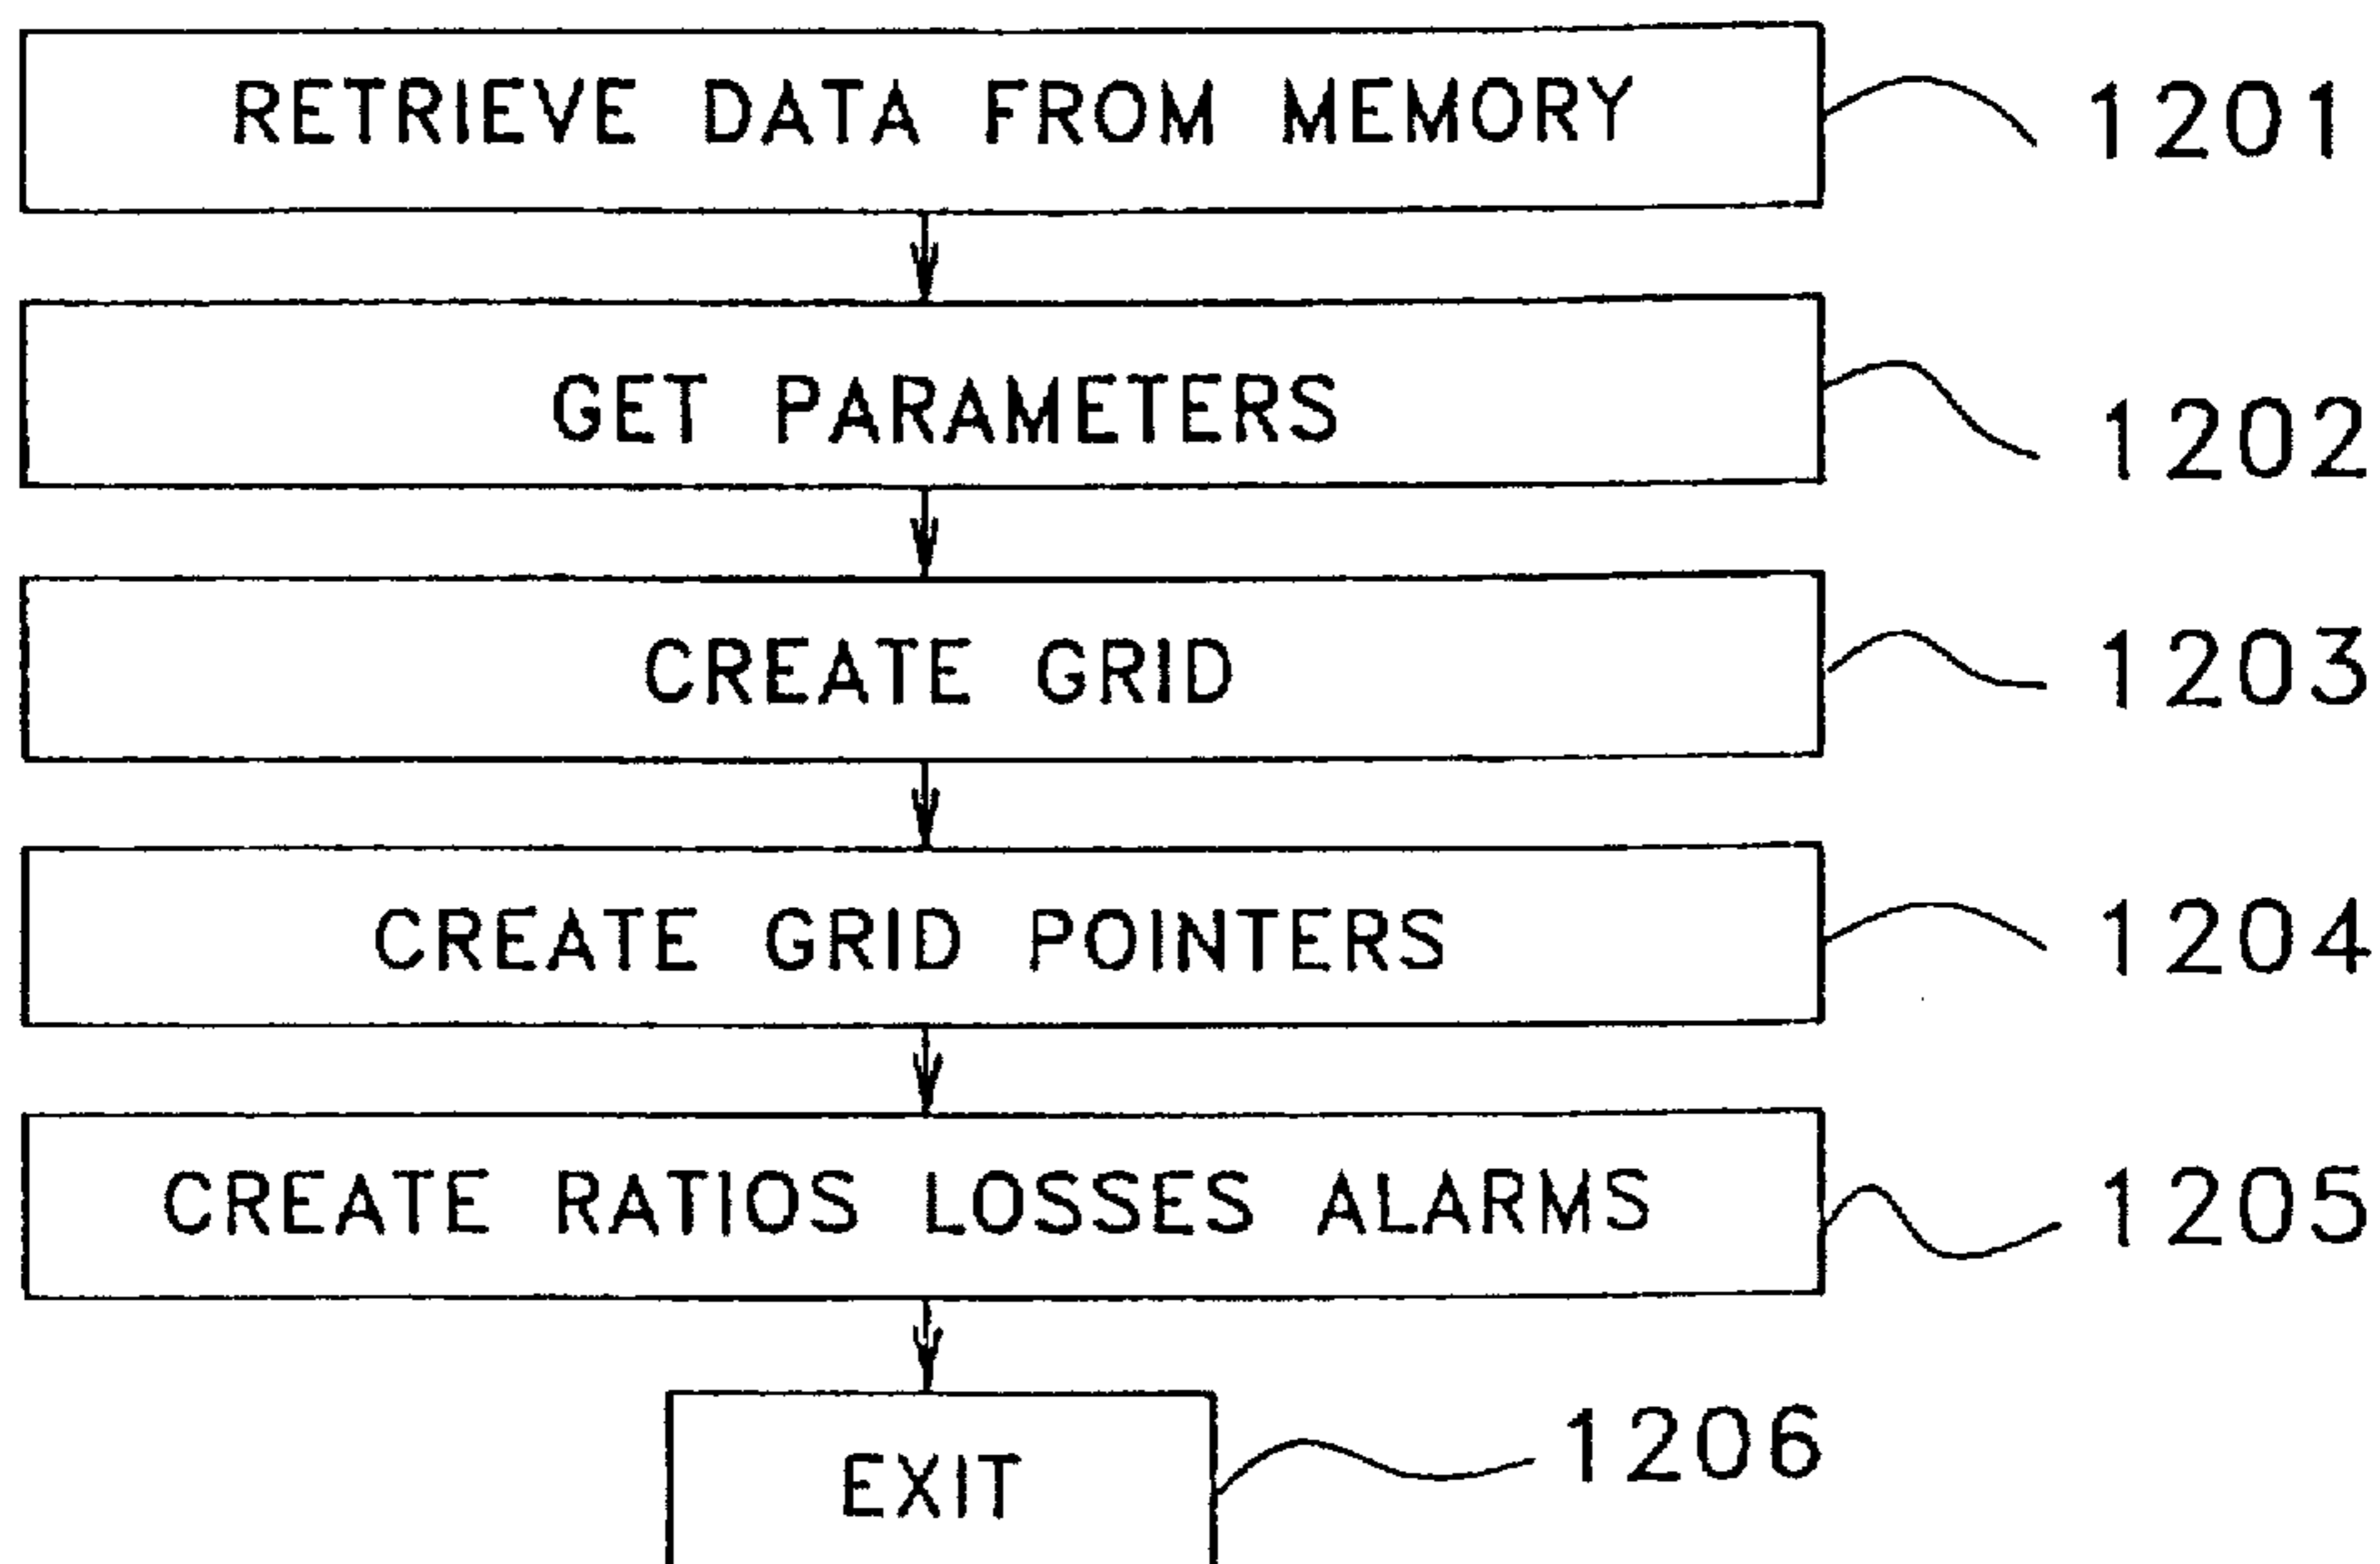 RETRIEVE DATA FROM MEMORY 1201
GET PARAMETERS 1202
CREATE GRID 1203
CREATE GRID POINTERS 1204
CREATE RATIOS LOSSES ALARMS 1205
EXIT 1206